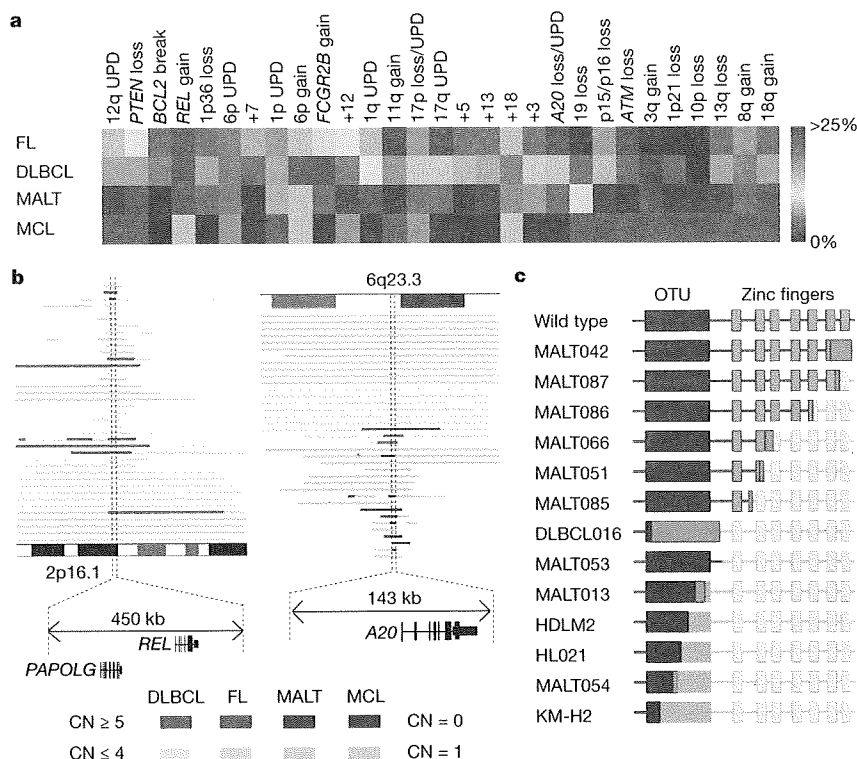 a
12q UPD
PTEN loss
BCL2 break
REL gain
1p36 loss
6p UPD
+7
1p UPD
6p gain
FCGR2B gain
+12
1q UPD
11q gain
17p loss/UPD
17q UPD
+5
+13
+18
+3
A20 loss/UPD
19 loss
p15/p16 loss
ATM loss
3q gain
1p21 loss
10p loss
13q loss
8q gain
18q gain
FL
DLBCL
MALT
MCL
>25%
0%
b
2p16.1
450 kb
REL
PAPOLG
6q23.3
143 kb
A20
DLBCL FL MALT MCL
CN ≥ 5 CN = 0
CN ≤ 4 CN = 1
c
OTU Zinc fingers
Wild type
MALT042
MALT087
MALT086
MALT066
MALT051
MALT085
DLBCL016
MALT053
MALT013
HDLM2
HL021
MALT054
KM-H2